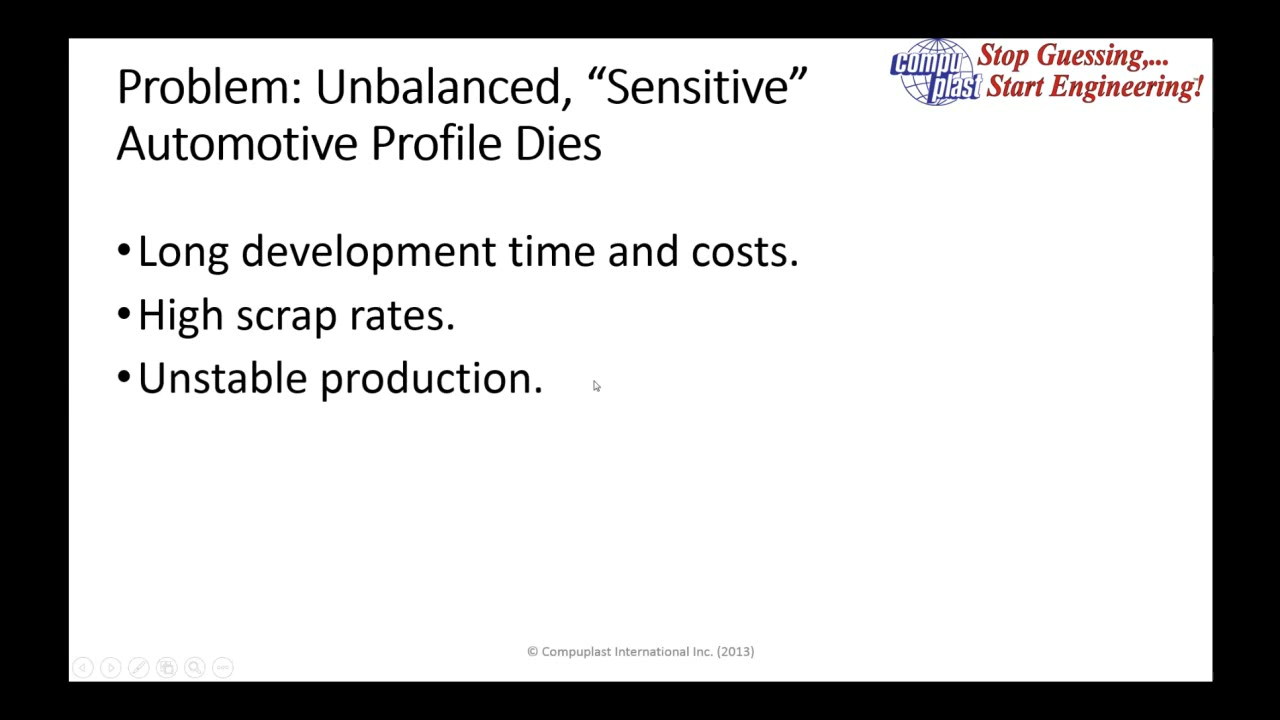 compu
plast
Stop Guessing,...
Start Engineering!
Problem: Unbalanced, “Sensitive”
Automotive Profile Dies
•Long development time and costs.
•High scrap rates.
•Unstable production.
© Compuplast International Inc. (2013)